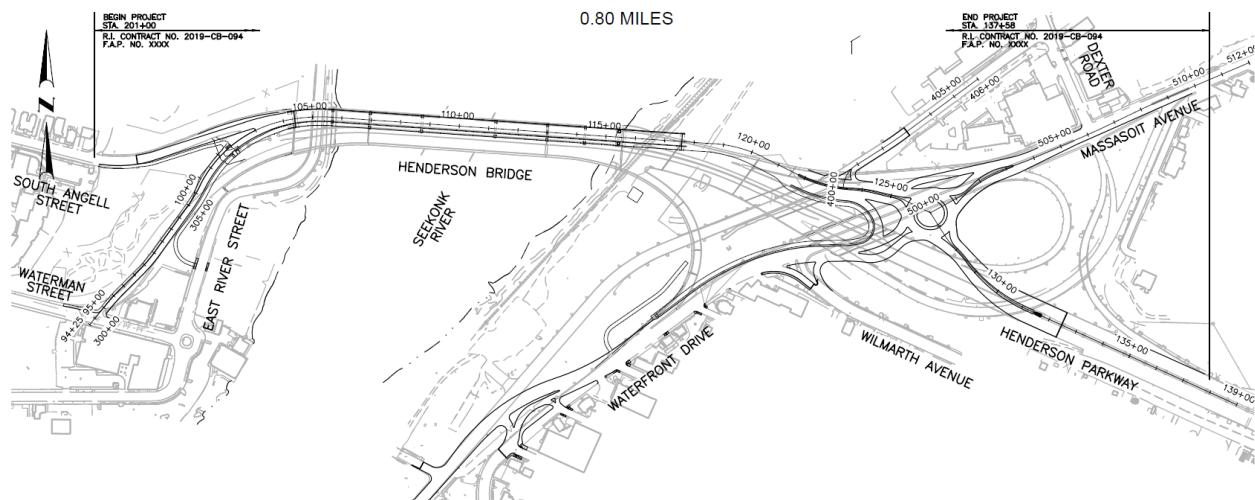 BEGIN PROJECT
STA. 201+00
R.I. CONTRACT NO. 2019-CB-094
F.A.P. NO. XXXX
0.80 MILES
END PROJECT
STA. 137+58
R.I. CONTRACT NO. 2019-CB-094
F.A.P. NO. XXXX
N
SOUTH ANGELL
STREET
WATERMAN
STREET
94+25
95+00
300+00
100+00
305+00
EAST RIVER STREET
105+00
110+00
115+00
HENDERSON BRIDGE
SEEKONK
RIVER
120+00
400+00
125+00
405+00
406+00
DEXTER
ROAD
500+00
505+00
510+00
512+00
MASSASOIT AVENUE
130+00
135+00
139+00
HENDERSON PARKWAY
WILMARTH AVENUE
WATERFRONT DRIVE